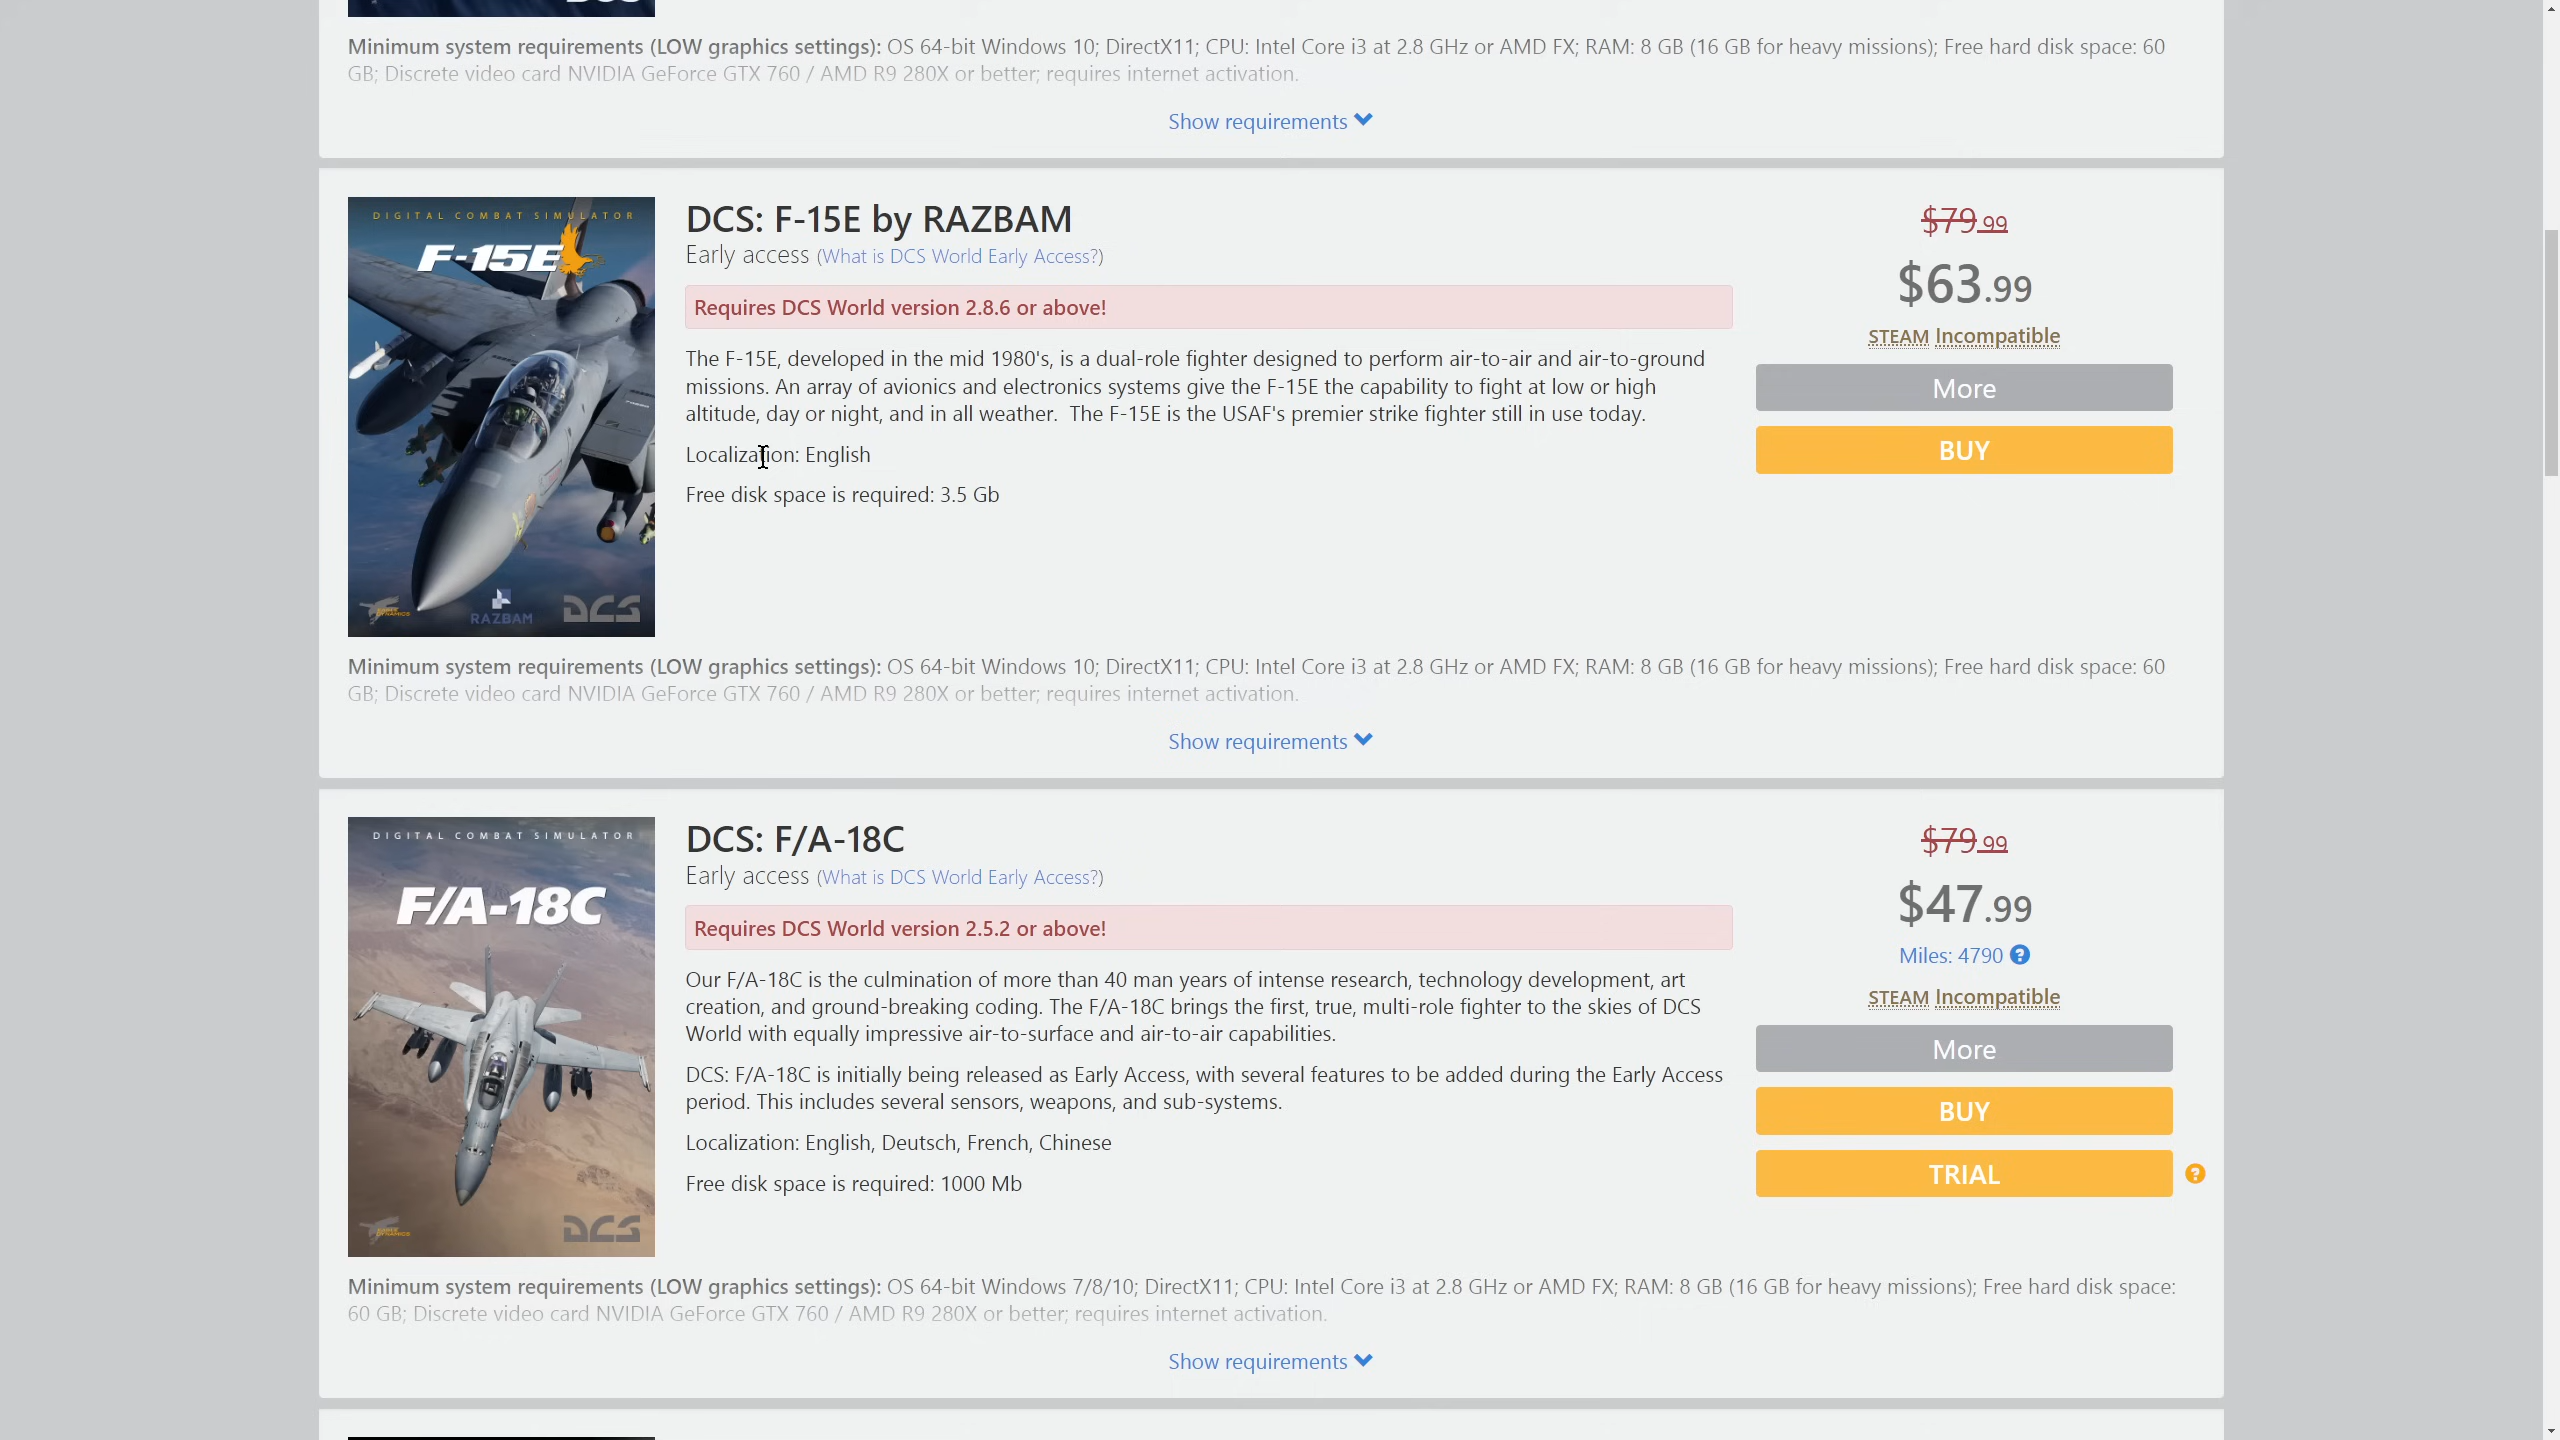 Minimum system requirements (LOW graphics settings): OS 64-bit Windows 10; DirectX11; CPU: Intel Core i3 at 2.8 GHz or AMD FX; RAM: 8 GB (16 GB for heavy missions); Free hard disk space: 60
GB; Discrete video card NVIDIA GeForce GTX 760 / AMD R9 280X or better; requires internet activation.
Show requirements
DIGITAL COMBAT SIMULATOR
F-15E
RAZBAM
DCS
DCS: F-15E by RAZBAM
Early access (What is DCS World Early Access?)
Requires DCS World version 2.8.6 or above!
The F-15E, developed in the mid 1980's, is a dual-role fighter designed to perform air-to-air and air-to-ground
missions. An array of avionics and electronics systems give the F-15E the capability to fight at low or high
altitude, day or night, and in all weather.  The F-15E is the USAF's premier strike fighter still in use today.
Localization: English
Free disk space is required: 3.5 Gb
$79.99
$63.99
STEAM Incompatible
More
BUY
Minimum system requirements (LOW graphics settings): OS 64-bit Windows 10; DirectX11; CPU: Intel Core i3 at 2.8 GHz or AMD FX; RAM: 8 GB (16 GB for heavy missions); Free hard disk space: 60
GB; Discrete video card NVIDIA GeForce GTX 760 / AMD R9 280X or better; requires internet activation.
Show requirements
DIGITAL COMBAT SIMULATOR
F/A-18C
DCS
DCS: F/A-18C
Early access (What is DCS World Early Access?)
Requires DCS World version 2.5.2 or above!
Our F/A-18C is the culmination of more than 40 man years of intense research, technology development, art
creation, and ground-breaking coding. The F/A-18C brings the first, true, multi-role fighter to the skies of DCS
World with equally impressive air-to-surface and air-to-air capabilities.
DCS: F/A-18C is initially being released as Early Access, with several features to be added during the Early Access
period. This includes several sensors, weapons, and sub-systems.
Localization: English, Deutsch, French, Chinese
Free disk space is required: 1000 Mb
$79.99
$47.99
Miles: 4790 ?
STEAM Incompatible
More
BUY
TRIAL ?
Minimum system requirements (LOW graphics settings): OS 64-bit Windows 7/8/10; DirectX11; CPU: Intel Core i3 at 2.8 GHz or AMD FX; RAM: 8 GB (16 GB for heavy missions); Free hard disk space:
60 GB; Discrete video card NVIDIA GeForce GTX 760 / AMD R9 280X or better; requires internet activation.
Show requirements